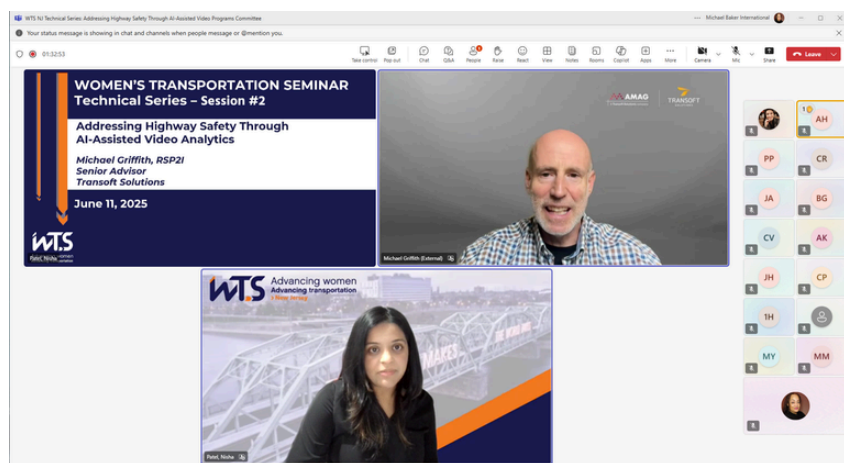 WTS NJ Technical Series: Addressing Highway Safety Through AI-Assisted Video Programs Committee
Michael Baker International
Your status message is showing in chat and channels when people message or @mention you.
01:32:53
Take control
Pop out
Chat
Q&A
People
Raise
React
View
Notes
Rooms
Copilot
Apps
More
Camera
Mic
Share
Leave
WOMEN'S TRANSPORTATION SEMINAR
Technical Series – Session #2
Addressing Highway Safety Through
AI-Assisted Video Analytics
Michael Griffith, RSP2I
Senior Advisor
Transoft Solutions
June 11, 2025
WTS
Patel, Nisha
AMAG
TRANSOFT
Michael Griffith (External)
AH
PP
CR
JA
BG
CV
AK
JH
CP
1H
MY
MM
WTS
Advancing women
Advancing transportation
MAKES
Patel, Nisha